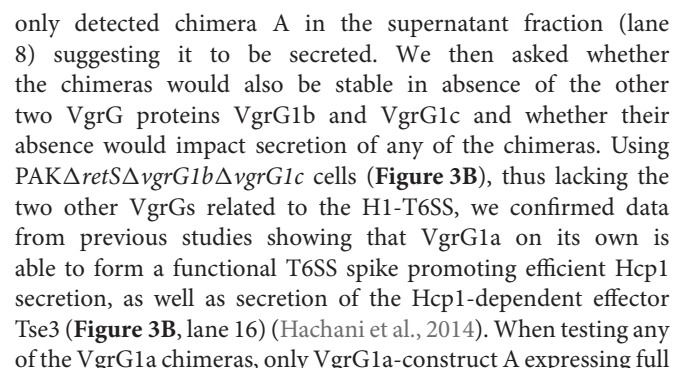 only detected chimera A in the supernatant fraction (lane
8) suggesting it to be secreted. We then asked whether
the chimeras would also be stable in absence of the other
two VgrG proteins VgrG1b and VgrG1c and whether their
absence would impact secretion of any of the chimeras. Using
PAKΔretSΔvgrG1bΔvgrG1c cells (Figure 3B), thus lacking the
two other VgrGs related to the H1-T6SS, we confirmed data
from previous studies showing that VgrG1a on its own is
able to form a functional T6SS spike promoting efficient Hcp1
secretion, as well as secretion of the Hcp1-dependent effector
Tse3 (Figure 3B, lane 16) (Hachani et al., 2014). When testing any
of the VgrG1a chimeras, only VgrG1a-construct A expressing full